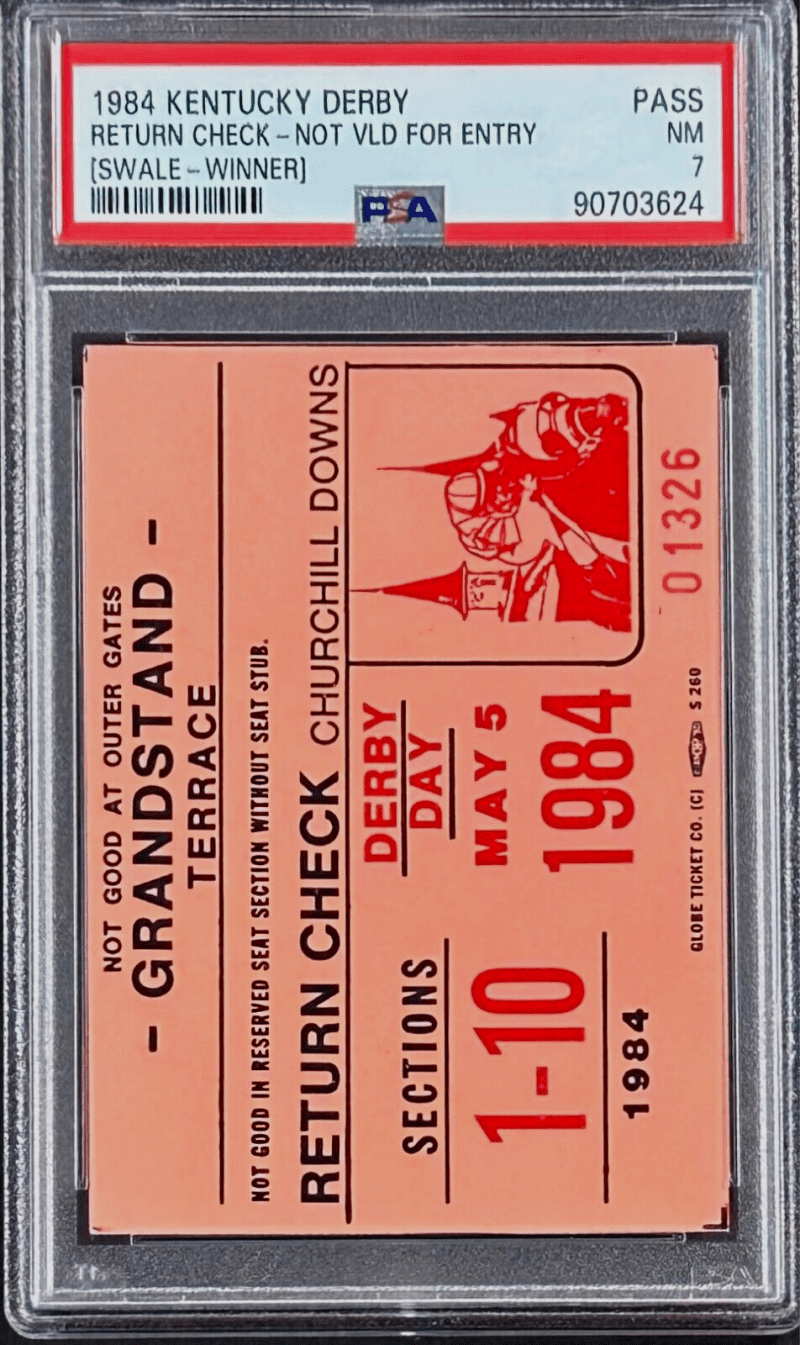 1984 KENTUCKY DERBY PASS
RETURN CHECK - NOT VLD FOR ENTRY NM
[SWALE - WINNER] 7
PSA 90703624
NOT GOOD AT OUTER GATES
- GRANDSTAND -
TERRACE
NOT GOOD IN RESERVED SEAT SECTION WITHOUT SEAT STUB.
RETURN CHECK CHURCHILL DOWNS
SECTIONS
1-10
1984
DERBY
DAY
MAY 5
1984
01326
GLOBE TICKET CO. (C) S 260